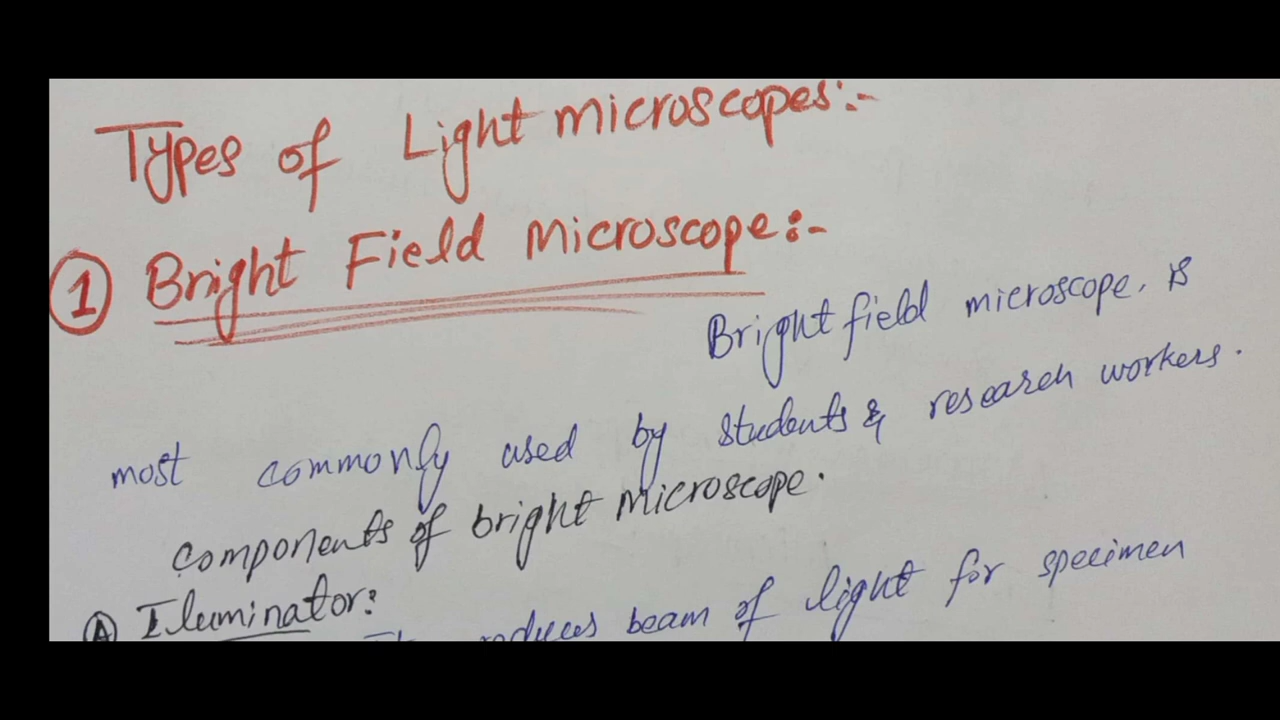 Types of Light microscopes:-
① Bright Field Microscope:-
Bright field microscope. is
most commonly used by students & research workers.
components of bright microscope.
Ⓐ Iluminator:
beam of light for specimen